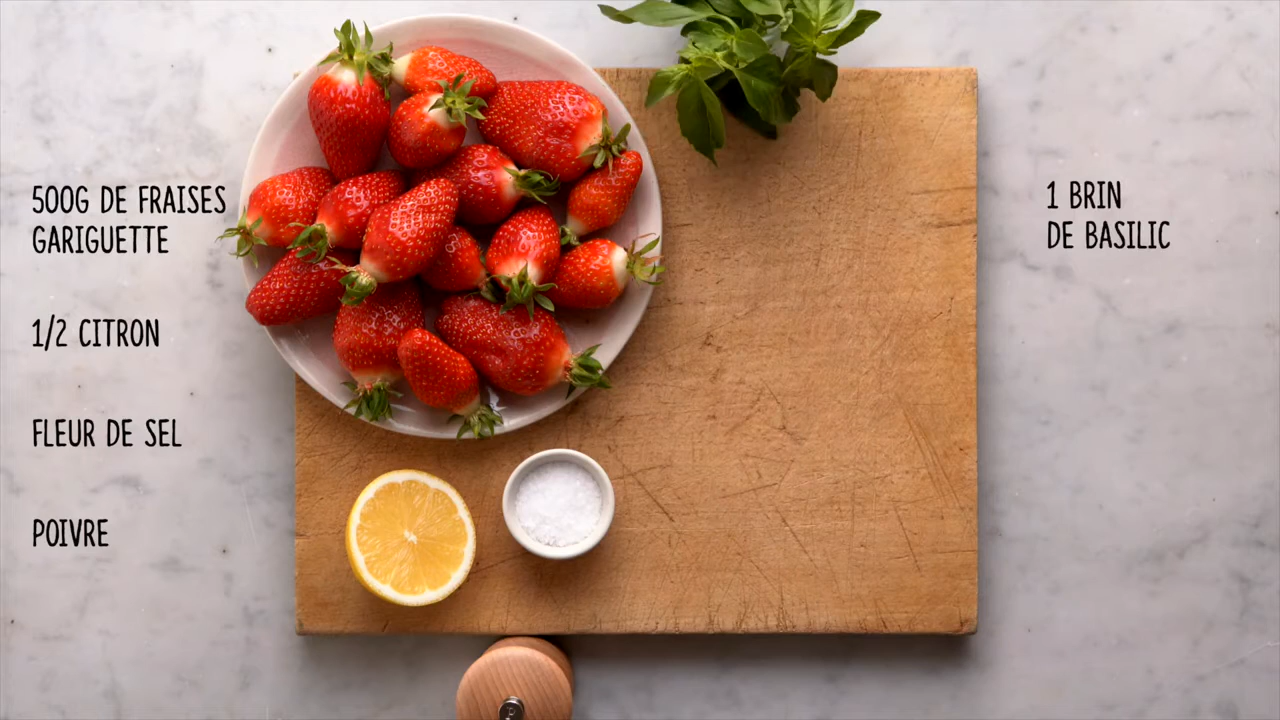 500G DE FRAISES
GARIGUETTE
1/2 CITRON
FLEUR DE SEL
POIVRE
1 BRIN
DE BASILIC